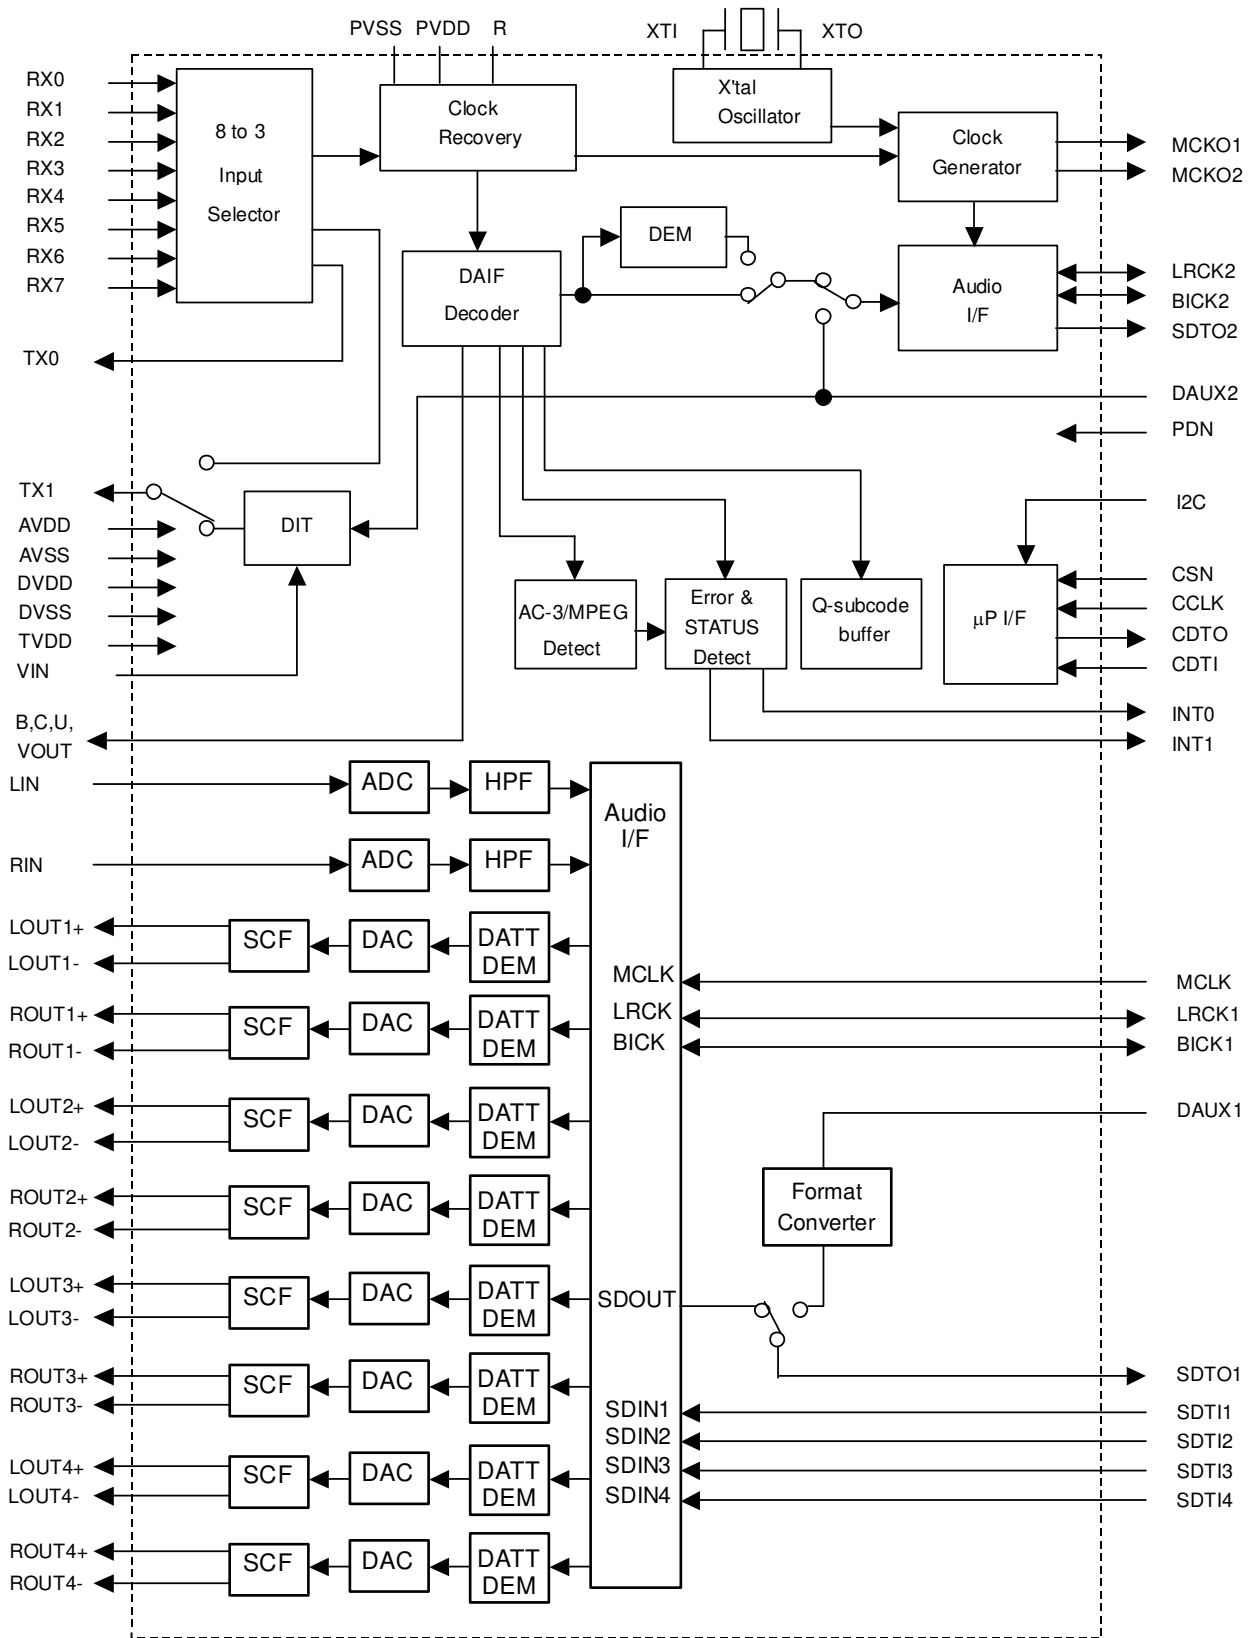 PVSS PVDD R
XTI XTO
RX0
RX1
RX2
RX3
RX4
RX5
RX6
RX7
8 to 3
Input
Selector
Clock
Recovery
X'tal
Oscillator
Clock
Generator
MCKO1
MCKO2
DEM
DAIF
Decoder
Audio
I/F
LRCK2
BICK2
SDTO2
TX0
DAUX2
PDN
TX1
AVDD
AVSS
DVDD
DVSS
TVDD
VIN
DIT
I2C
CSN
CCLK
CDTO
CDTI
AC-3/MPEG
Detect
Error &
STATUS
Detect
Q-subcode
buffer
µP I/F
INT0
INT1
B,C,U,
VOUT
LIN
ADC
HPF
Audio
I/F
RIN
ADC
HPF
LOUT1+
LOUT1-
SCF
DAC
DATT
DEM
MCLK
MCLK
ROUT1+
ROUT1-
SCF
DAC
DATT
DEM
LRCK
LRCK1
BICK
BICK1
LOUT2+
LOUT2-
SCF
DAC
DATT
DEM
DAUX1
ROUT2+
ROUT2-
SCF
DAC
DATT
DEM
Format
Converter
LOUT3+
LOUT3-
SCF
DAC
DATT
DEM
SDOUT
ROUT3+
ROUT3-
SCF
DAC
DATT
DEM
SDTO1
SDIN1
SDTI1
SDIN2
SDTI2
LOUT4+
LOUT4-
SCF
DAC
DATT
DEM
SDIN3
SDTI3
SDIN4
SDTI4
ROUT4+
ROUT4-
SCF
DAC
DATT
DEM